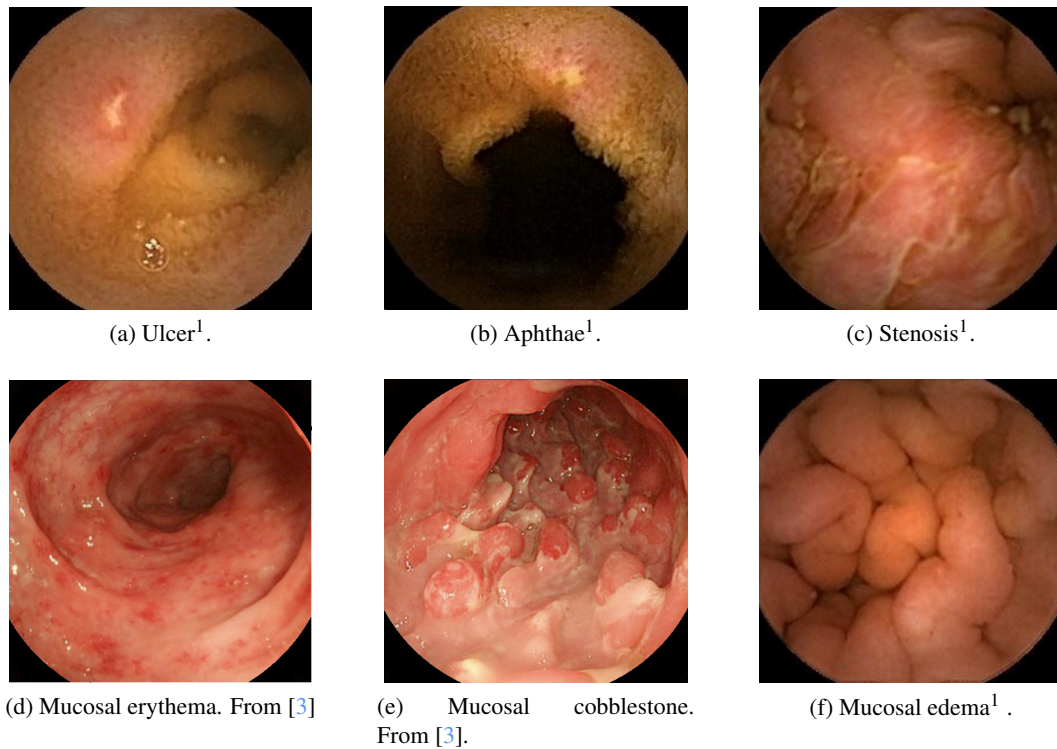 (a) Ulcer¹.
(b) Aphthae¹.
(c) Stenosis¹.
(d) Mucosal erythema. From [3]
(e) Mucosal cobblestone.
From [3].
(f) Mucosal edema¹ .